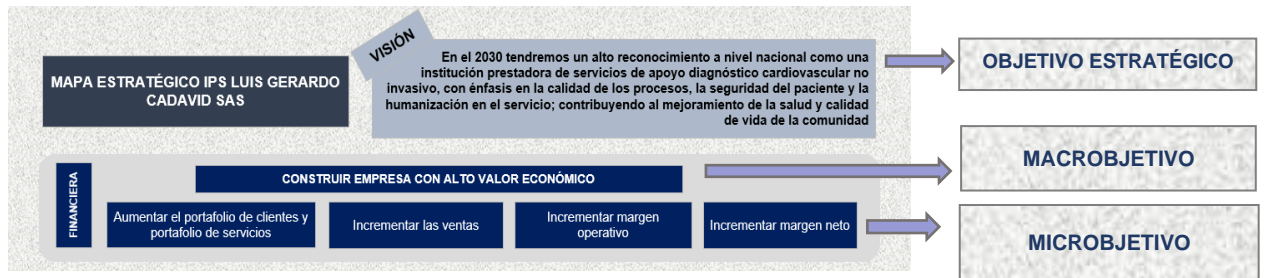 MAPA ESTRATÉGICO IPS LUIS GERARDO
CADAVID SAS
VISIÓN
En el 2030 tendremos un alto reconocimiento a nivel nacional como una
institución prestadora de servicios de apoyo diagnóstico cardiovascular no
invasivo, con énfasis en la calidad de los procesos, la seguridad del paciente y la
humanización en el servicio; contribuyendo al mejoramiento de la salud y calidad
de vida de la comunidad
OBJETIVO ESTRATÉGICO
FINANCIERA
CONSTRUIR EMPRESA CON ALTO VALOR ECONÓMICO
MACROBJETIVO
Aumentar el portafolio de clientes y
portafolio de servicios
Incrementar las ventas
Incrementar margen
operativo
Incrementar margen neto
MICROBJETIVO